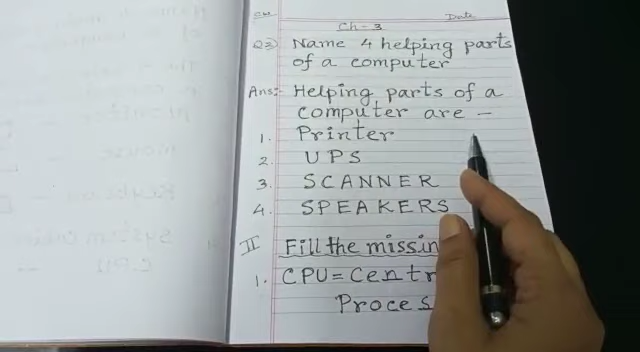 CW Date
Ch-3
Q3) Name 4 helping parts
of a computer
Ans:- Helping parts of a
computer are -
1. Printer
2. UPS
3. SCANNER
4. SPEAKERS
II Fill the missin
1. CPU = Centr
Proces